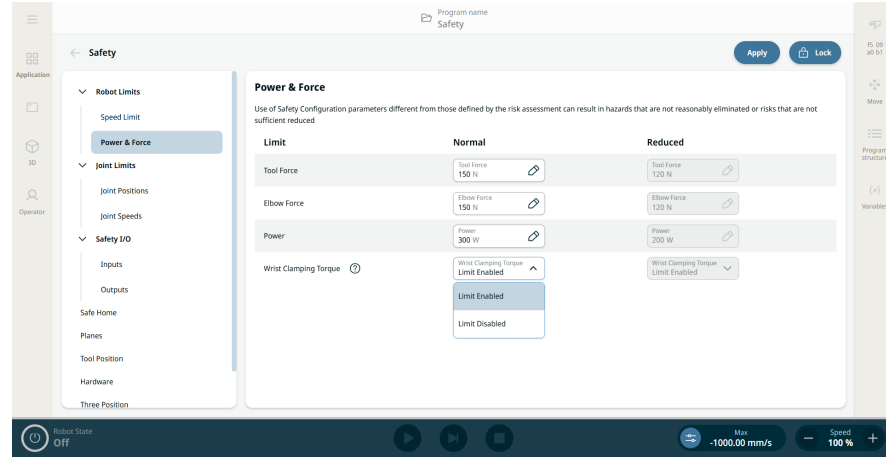 Program name
Safety
f5 09
a0 b1
Safety
Apply
Lock
Application
Move
3D
Program
structure
Operator
Variables
Robot Limits
Speed Limit
Power & Force
Joint Limits
Joint Positions
Joint Speeds
Safety I/O
Inputs
Outputs
Safe Home
Planes
Tool Position
Hardware
Three Position
Power & Force
Use of Safety Configuration parameters different from those defined by the risk assessment can result in hazards that are not reasonably eliminated or risks that are not
sufficient reduced
Limit Normal Reduced
Tool Force
Tool Force
150 N
Tool Force
120 N
Elbow Force
Elbow Force
150 N
Elbow Force
120 N
Power
Power
300 W
Power
200 W
Wrist Clamping Torque ?
Wrist Clamping Torque
Limit Enabled
Wrist Clamping Torque
Limit Enabled
Limit Enabled
Limit Disabled
Robot State
Off
Max
-1000.00 mm/s
Speed
100 %